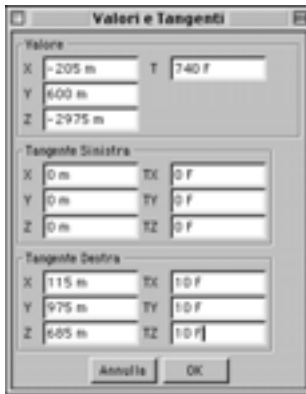 Valori e Tangenti
Valore
X -205 m T 740 F
Y 600 m
Z -2975 m
Tangente Sinistra
X 0 m TX 0 F
Y 0 m TY 0 F
Z 0 m TZ 0 F
Tangente Destra
X 115 m TX 10 F
Y 975 m TY 10 F
Z 685 m TZ 10 F
Annulla OK